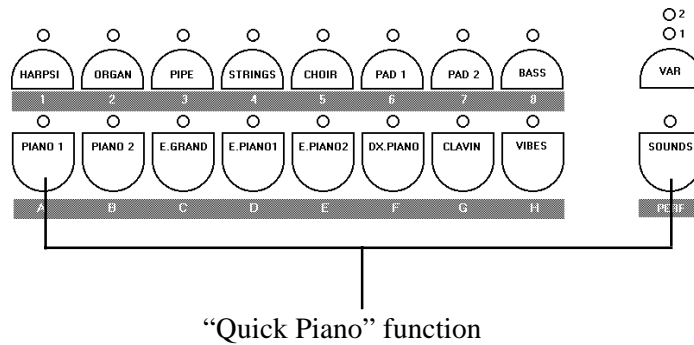 2
1
HARPSI ORGAN PIPE STRINGS CHOIR PAD 1 PAD 2 BASS VAR
1 2 3 4 5 6 7 8
PIANO 1 PIANO 2 E.GRAND E.PIANO1 E.PIANO2 DX.PIANO CLAVIN VIBES SOUNDS
A B C D E F G H PERF
“Quick Piano” function